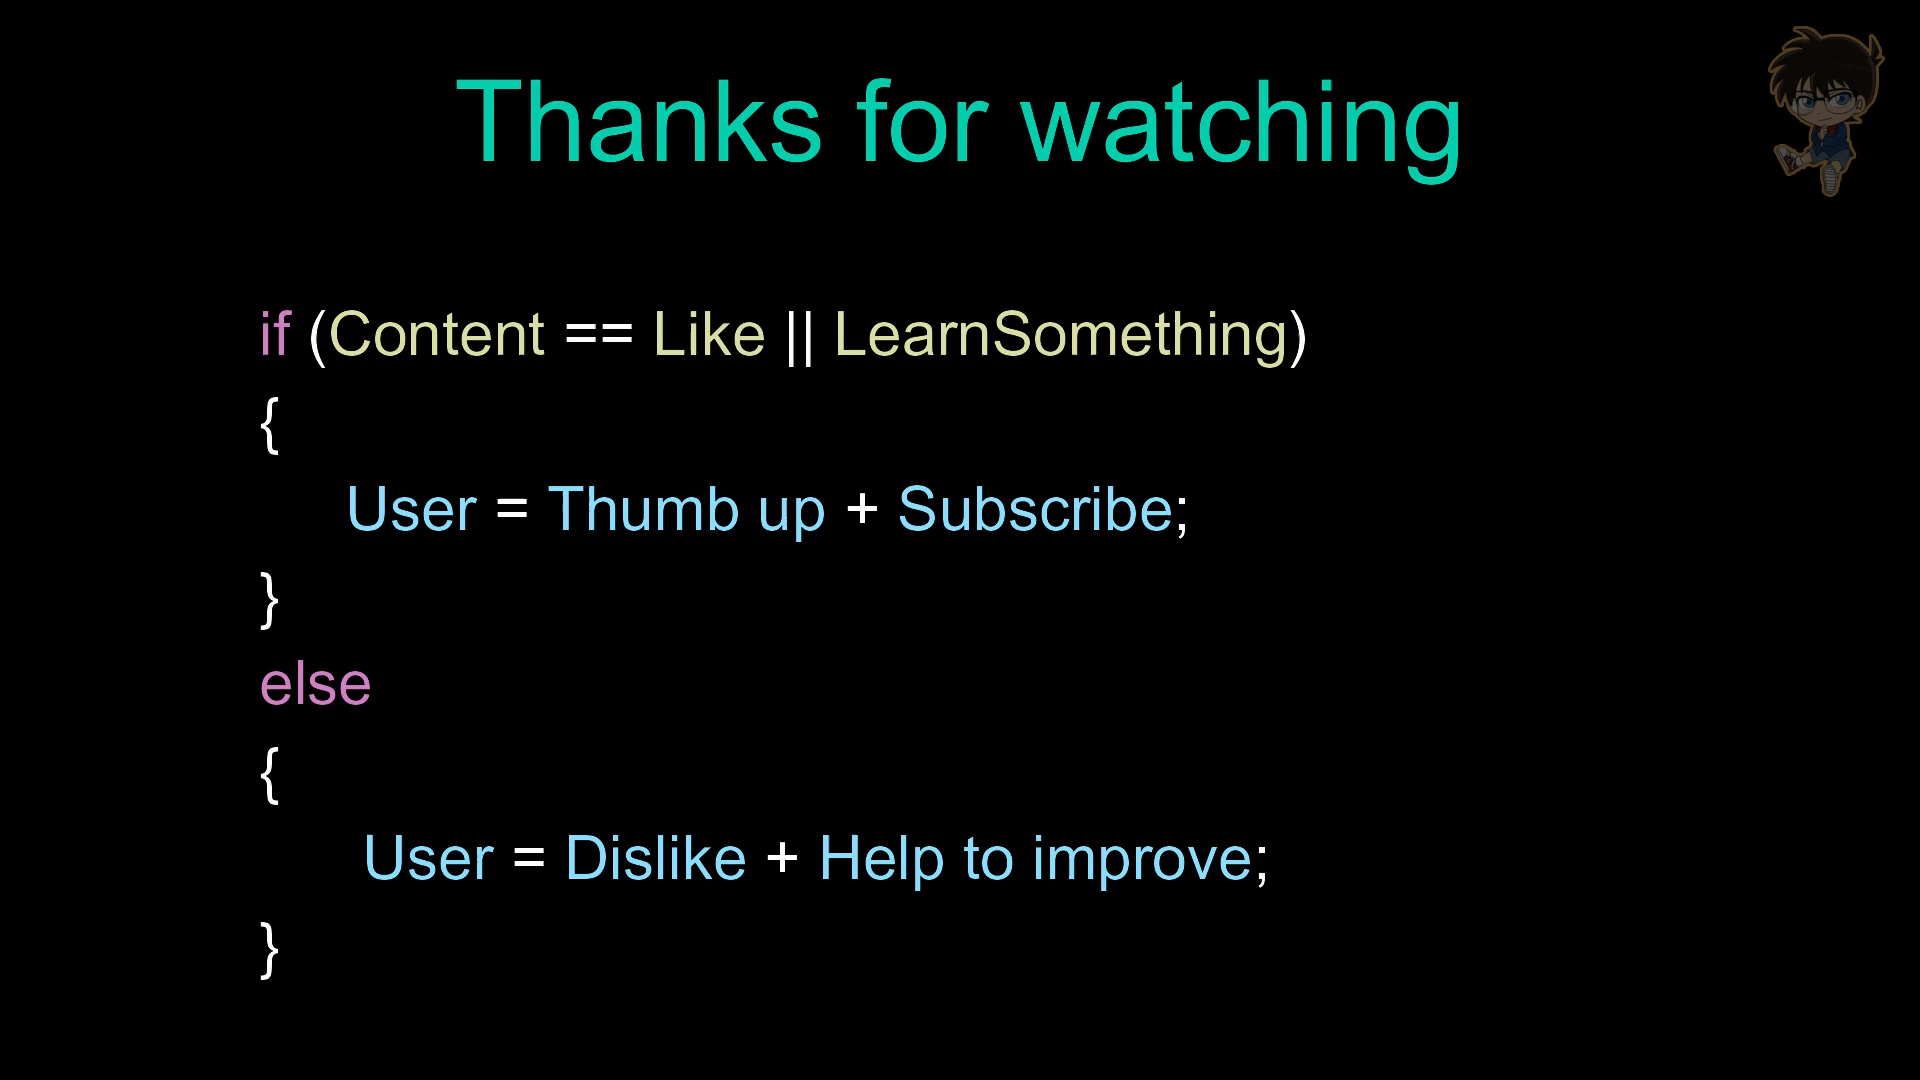 Thanks for watching
if (Content == Like || LearnSomething)
{
User = Thumb up + Subscribe;
}
else
{
User = Dislike + Help to improve;
}